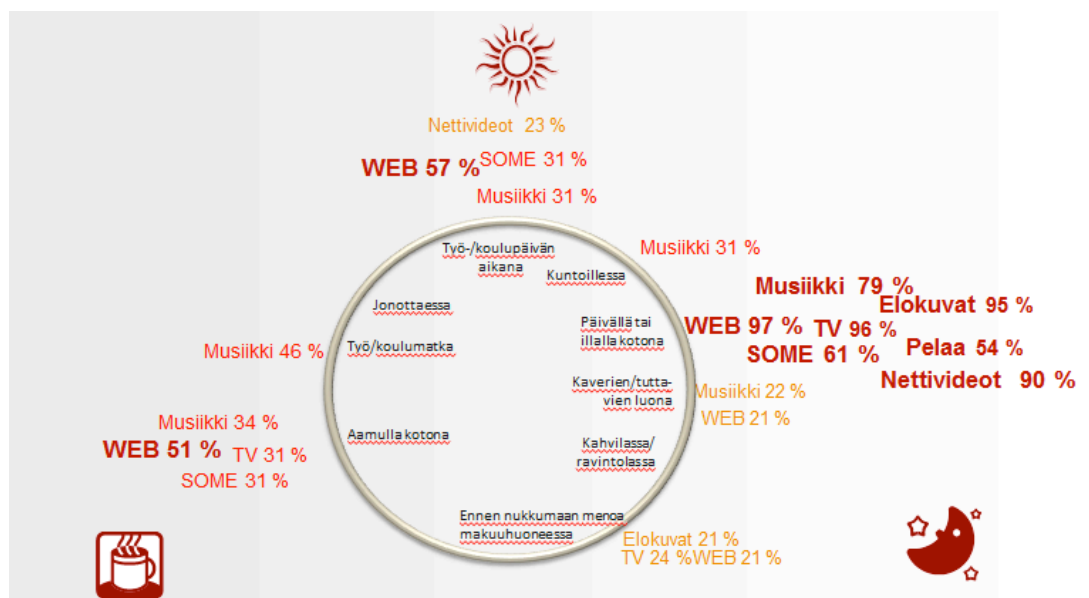 Nettivideot 23 %
WEB 57 % SOME 31 %
Musiikki 31 %
Työ-/koulupäivän
aikana
Kuntoillessa
Musiikki 31 %
Jonottaessa
Musiikki 79 %
Elokuvat 95 %
Päivällä tai
illalla kotona
WEB 97 % TV 96 %
SOME 61 % Pelaa 54 %
Nettivideot 90 %
Musiikki 46 %
Työ/koulumatka
Kaverien/tutta-
vien luona
Musiikki 22 %
WEB 21 %
Musiikki 34 %
WEB 51 % TV 31 %
SOME 31 %
Aamulla kotona
Kahvilassa/
ravintolassa
Ennen nukkumaan menoa
makuuhuoneessa
Elokuvat 21 %
TV 24 % WEB 21 %